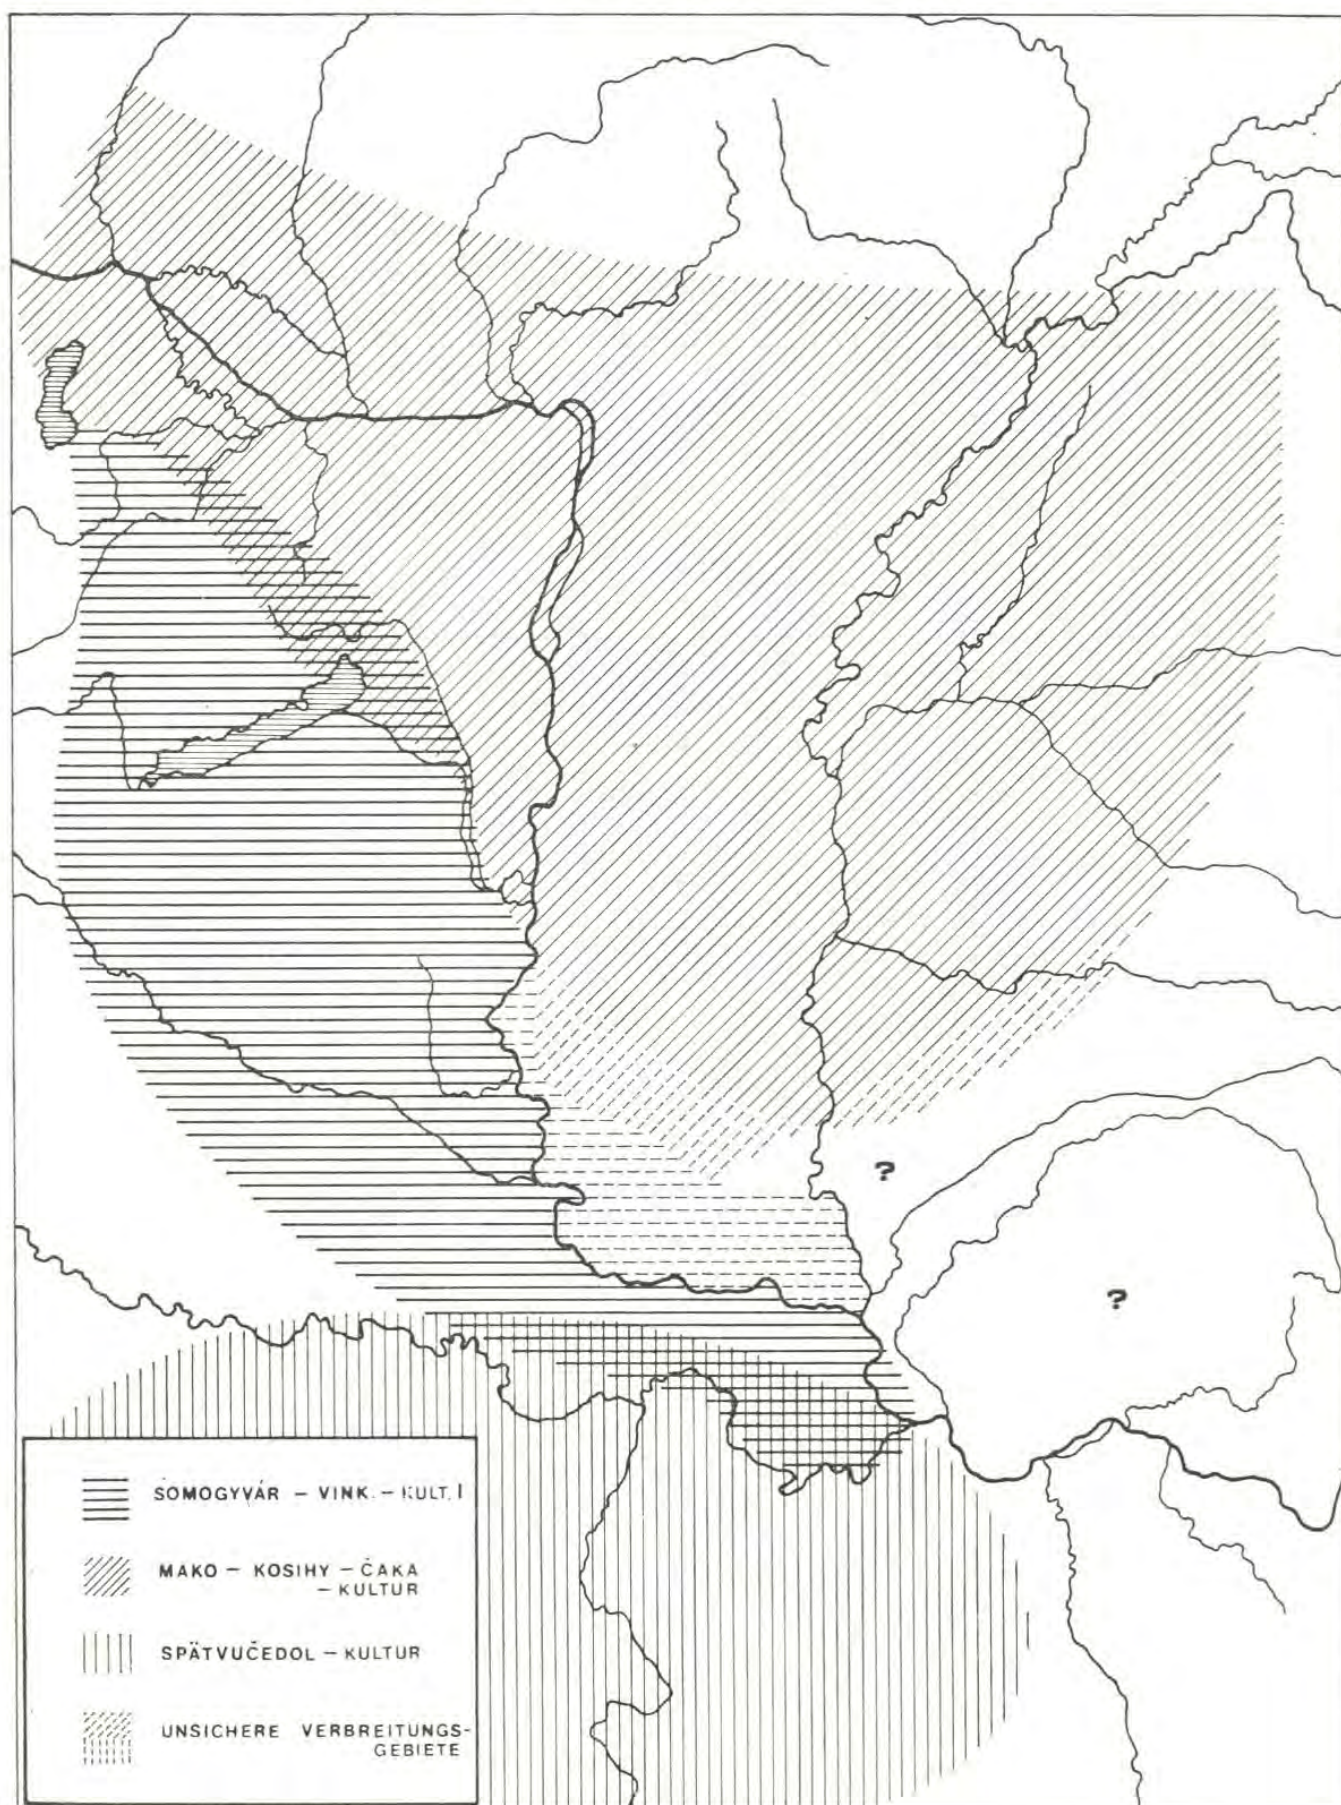 ?
?
SOMOGYVÁR – VINK. – KULT. I
MAKO – KOSIHY – ČAKA
– KULTUR
SPÄTVUČEDOL – KULTUR
UNSICHERE VERBREITUNGS-
GEBIETE